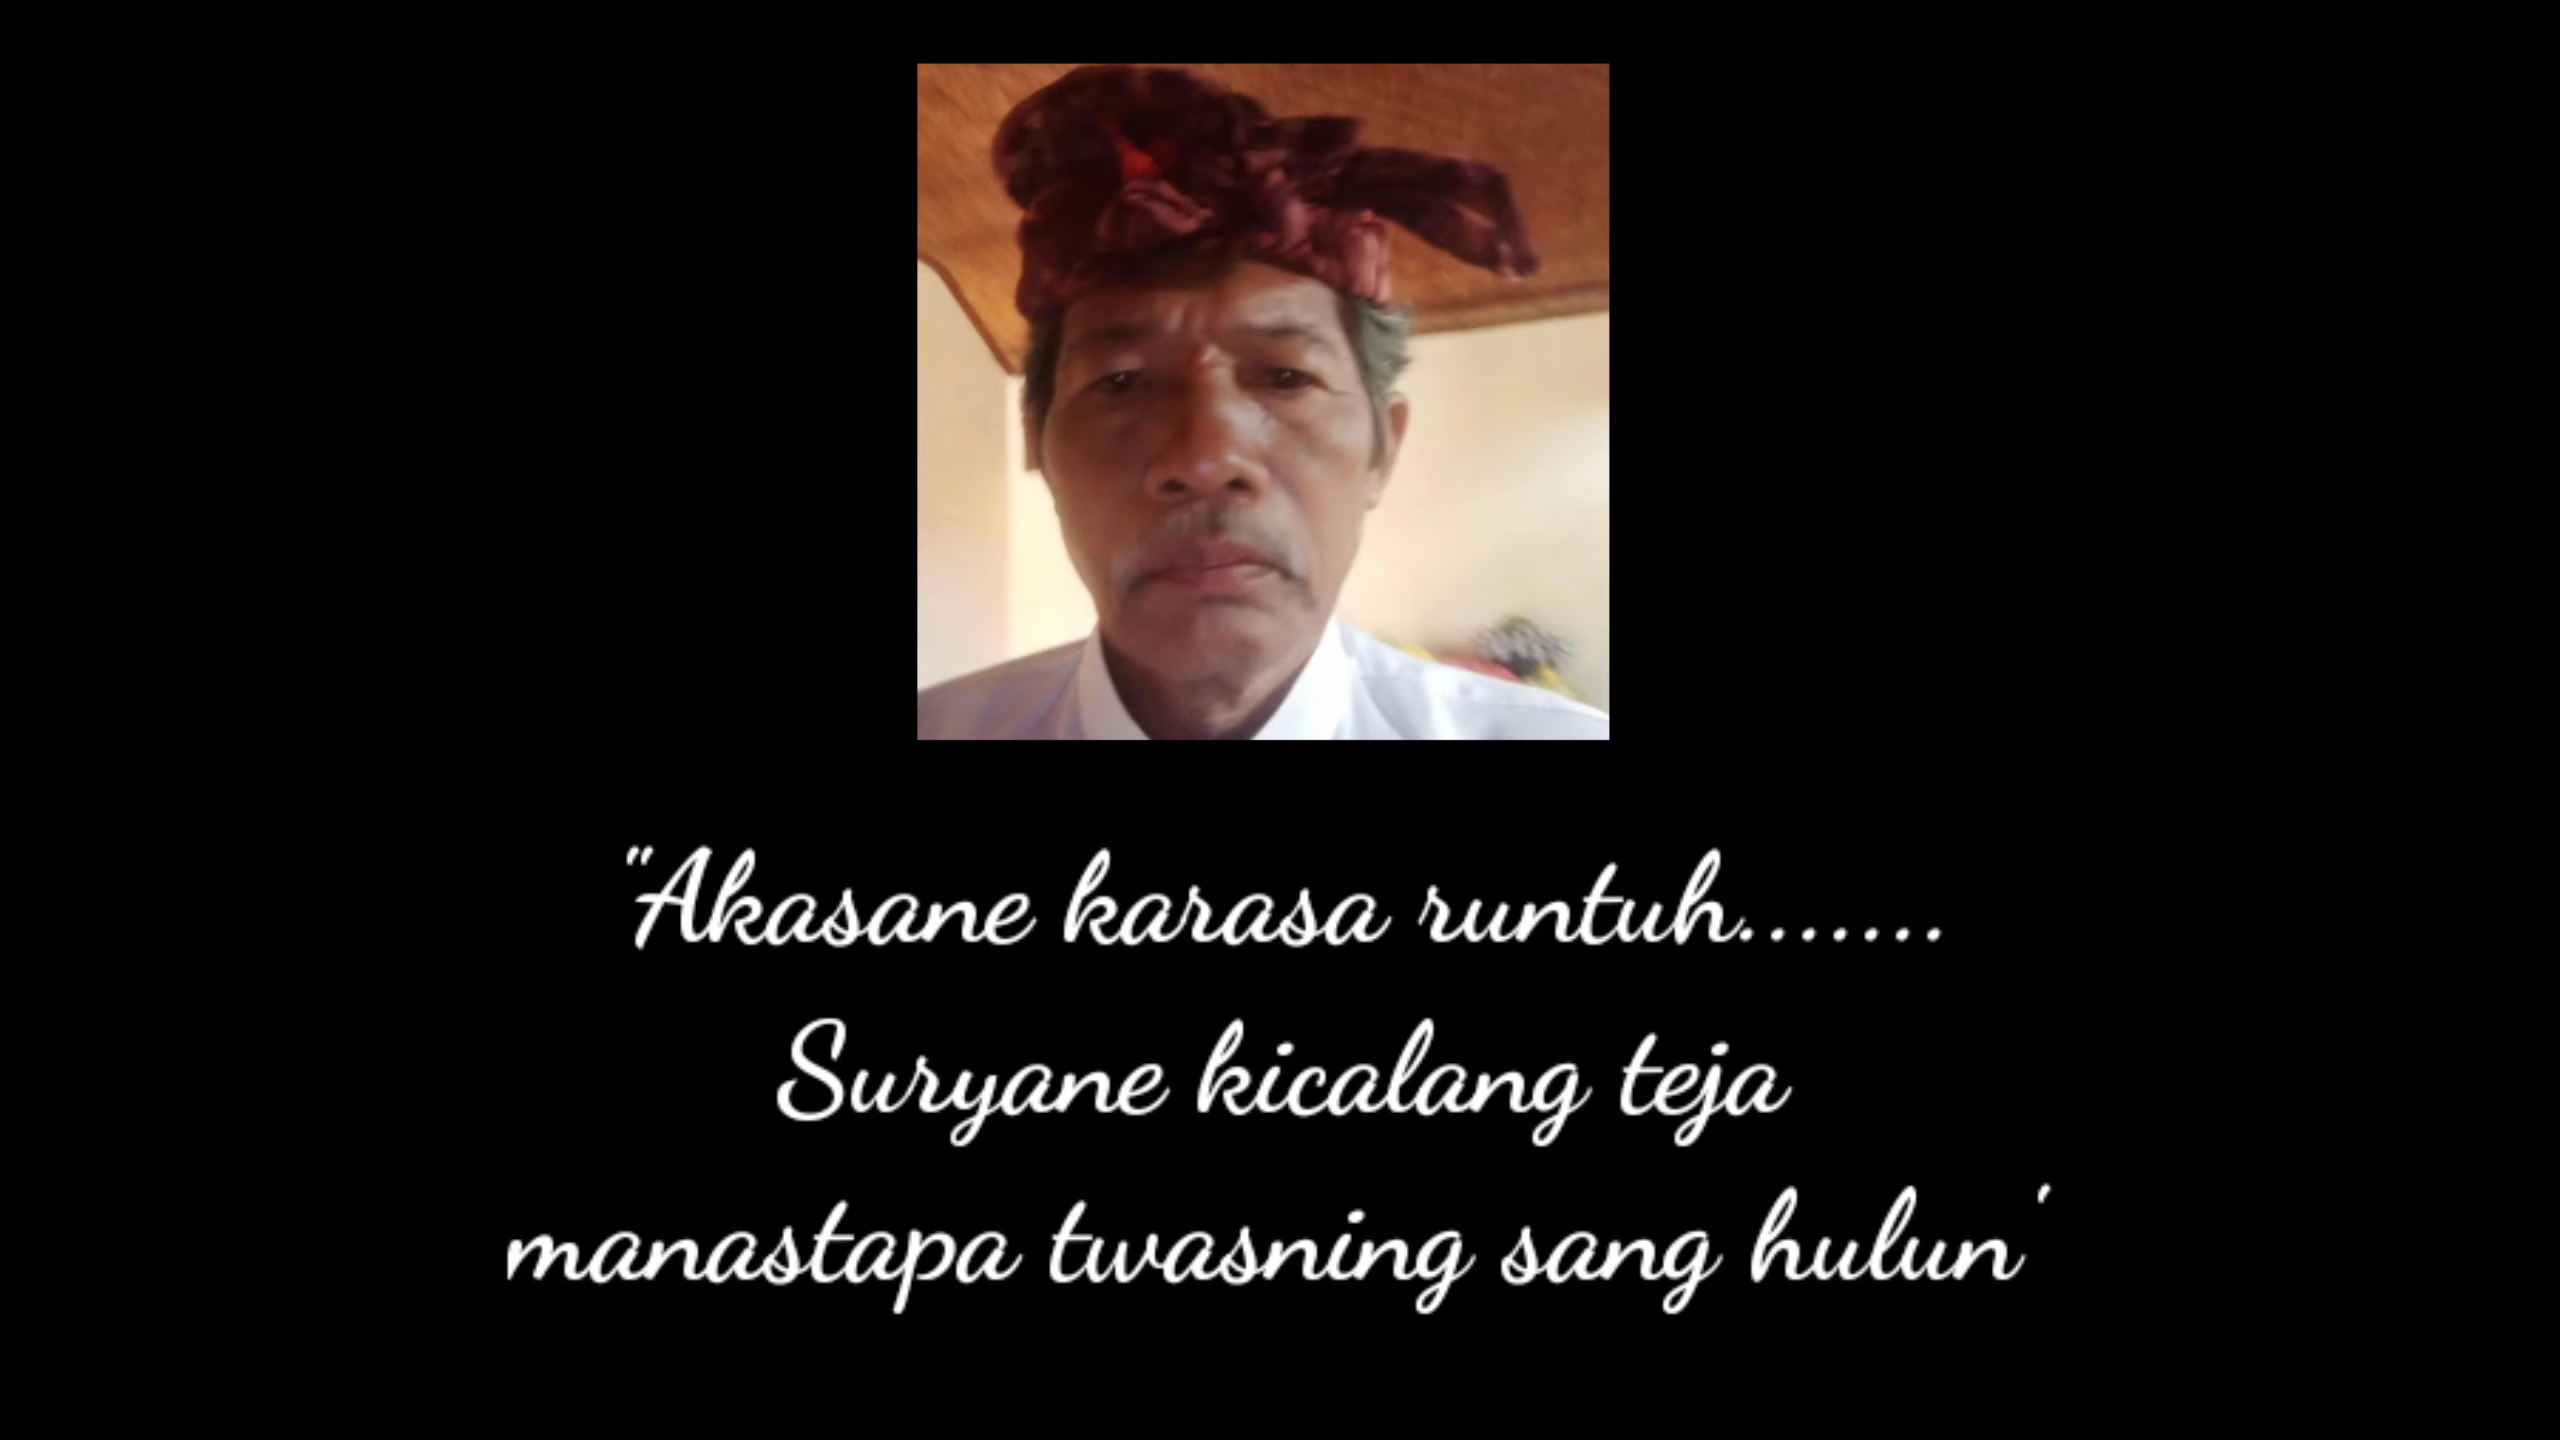 "Akasane karasa runtuh.......
Suryane kicalang teja
manastapa twasning sang hulun'